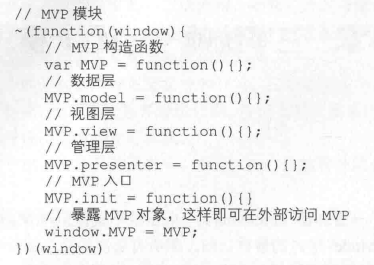 // MVP 模块
~(function(window){
// MVP 构造函数
var MVP = function(){};
// 数据层
MVP.model = function(){};
// 视图层
MVP.view = function(){};
// 管理层
MVP.presenter = function(){};
// MVP 入口
MVP.init = function(){}
// 暴露 MVP 对象，这样即可在外部访问 MVP
window.MVP = MVP;
})(window)